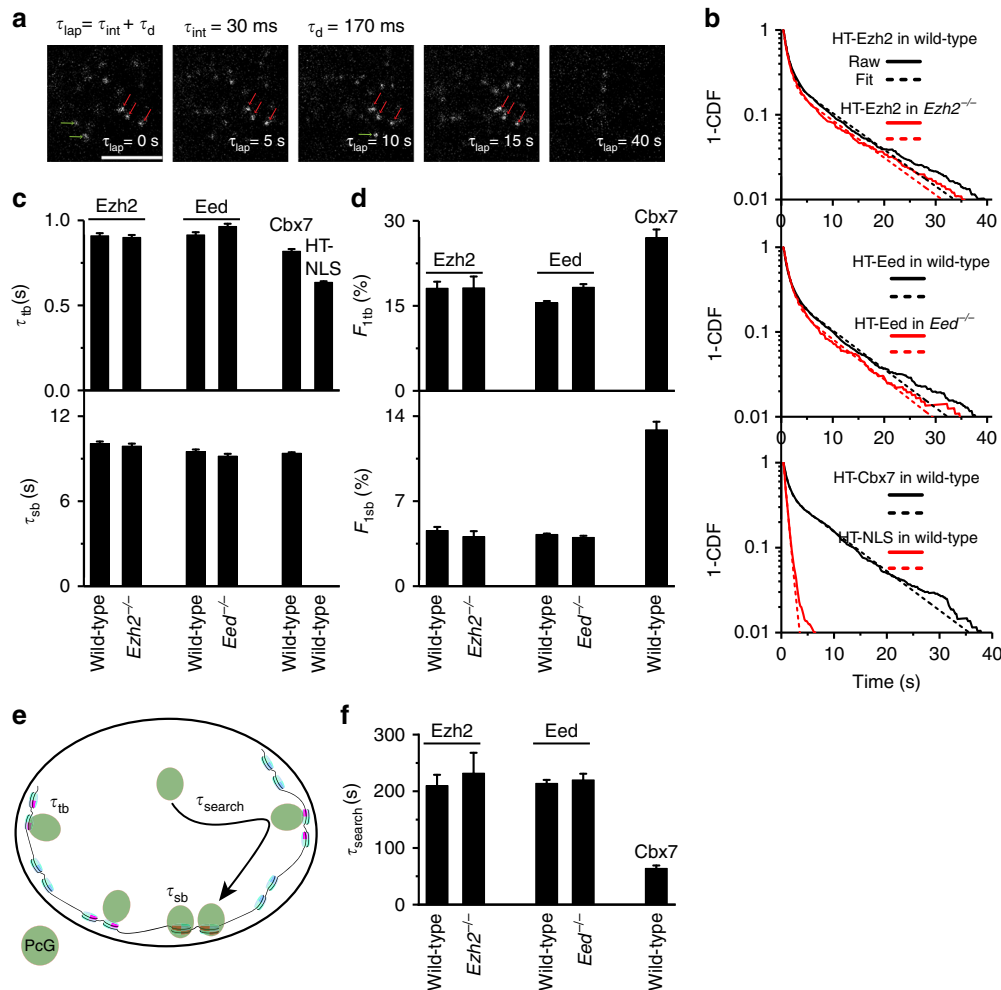 a
τlap = τint + τd
τint = 30 ms
τd = 170 ms
τlap= 0 s
τlap= 5 s
τlap= 10 s
τlap= 15 s
τlap= 40 s
b
HT-Ezh2 in wild-type
Raw
Fit
HT-Ezh2 in Ezh2−/−
1-CDF
1
0.1
0.01
0 10 20 30 40
HT-Eed in wild-type
HT-Eed in Eed−/−
1-CDF
1
0.1
0.01
0 10 20 30 40
HT-Cbx7 in wild-type
HT-NLS in wild-type
1-CDF
1
0.1
0.01
0 10 20 30 40
Time (s)
c
Ezh2
Eed
Cbx7
HT-
NLS
τtb (s)
1.0
0.5
0.0
τsb (s)
12
6
0
Wild-type
Ezh2−/−
Wild-type
Eed−/−
Wild-type
Wild-type
d
Ezh2
Eed
Cbx7
F1tb (%)
30
15
0
F1sb (%)
14
7
0
Wild-type
Ezh2−/−
Wild-type
Eed−/−
Wild-type
e
τtb
τsearch
τsb
PcG
f
Ezh2
Eed
Cbx7
τsearch (s)
300
200
100
0
Wild-type
Ezh2−/−
Wild-type
Eed−/−
Wild-type